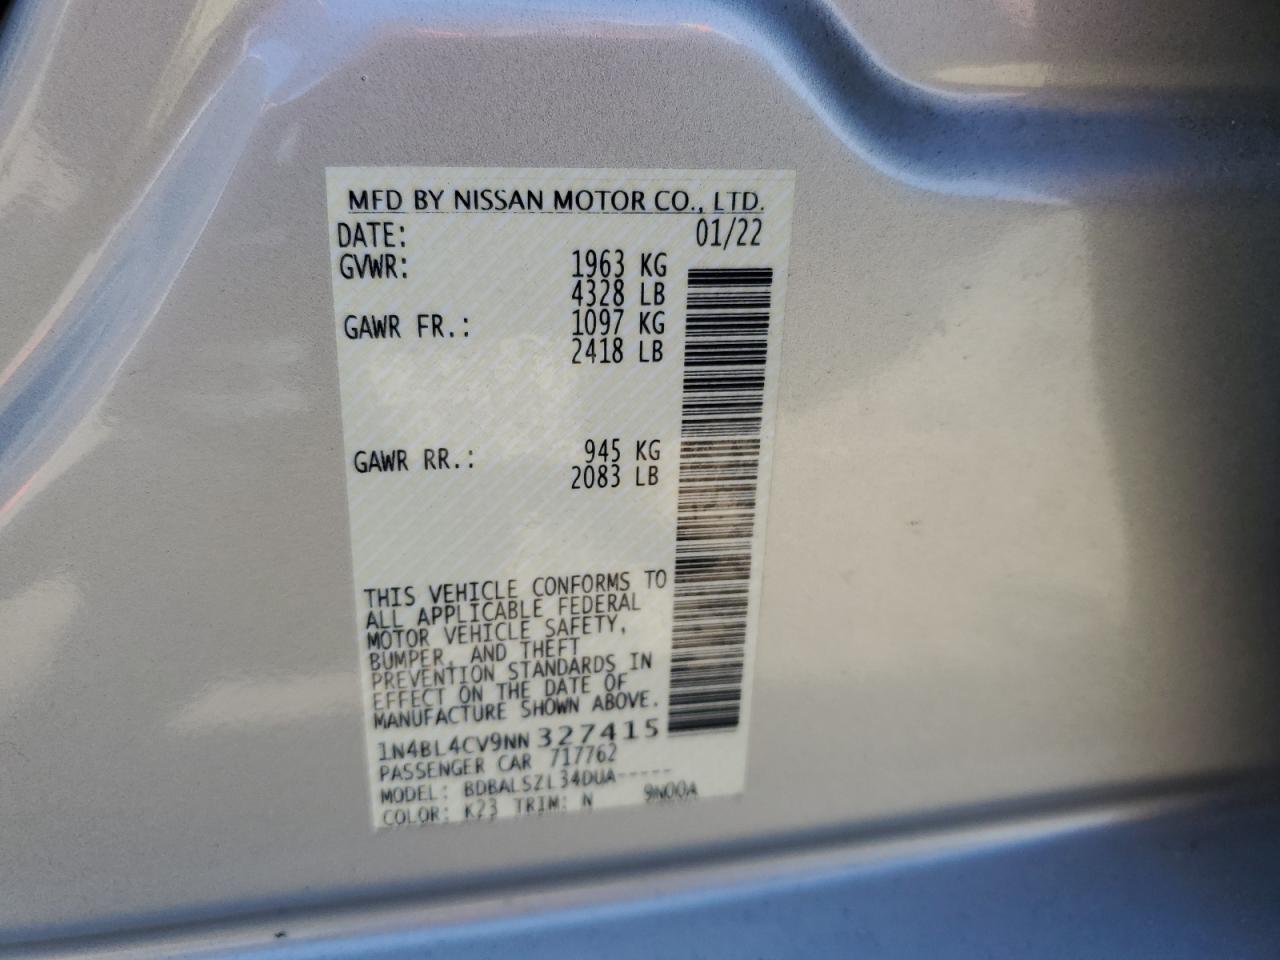 MFD BY NISSAN MOTOR CO., LTD.
DATE: 01/22
GVWR: 1963 KG
4328 LB
GAWR FR.: 1097 KG
2418 LB
GAWR RR.: 945 KG
2083 LB
THIS VEHICLE CONFORMS TO
ALL APPLICABLE FEDERAL
MOTOR VEHICLE SAFETY,
BUMPER, AND THEFT
PREVENTION STANDARDS IN
EFFECT ON THE DATE OF
MANUFACTURE SHOWN ABOVE.
1N4BL4CV9NN 327415
PASSENGER CAR 717762
MODEL: BDBALSZL34DUA-----
COLOR: K23 TRIM: N 9N00A